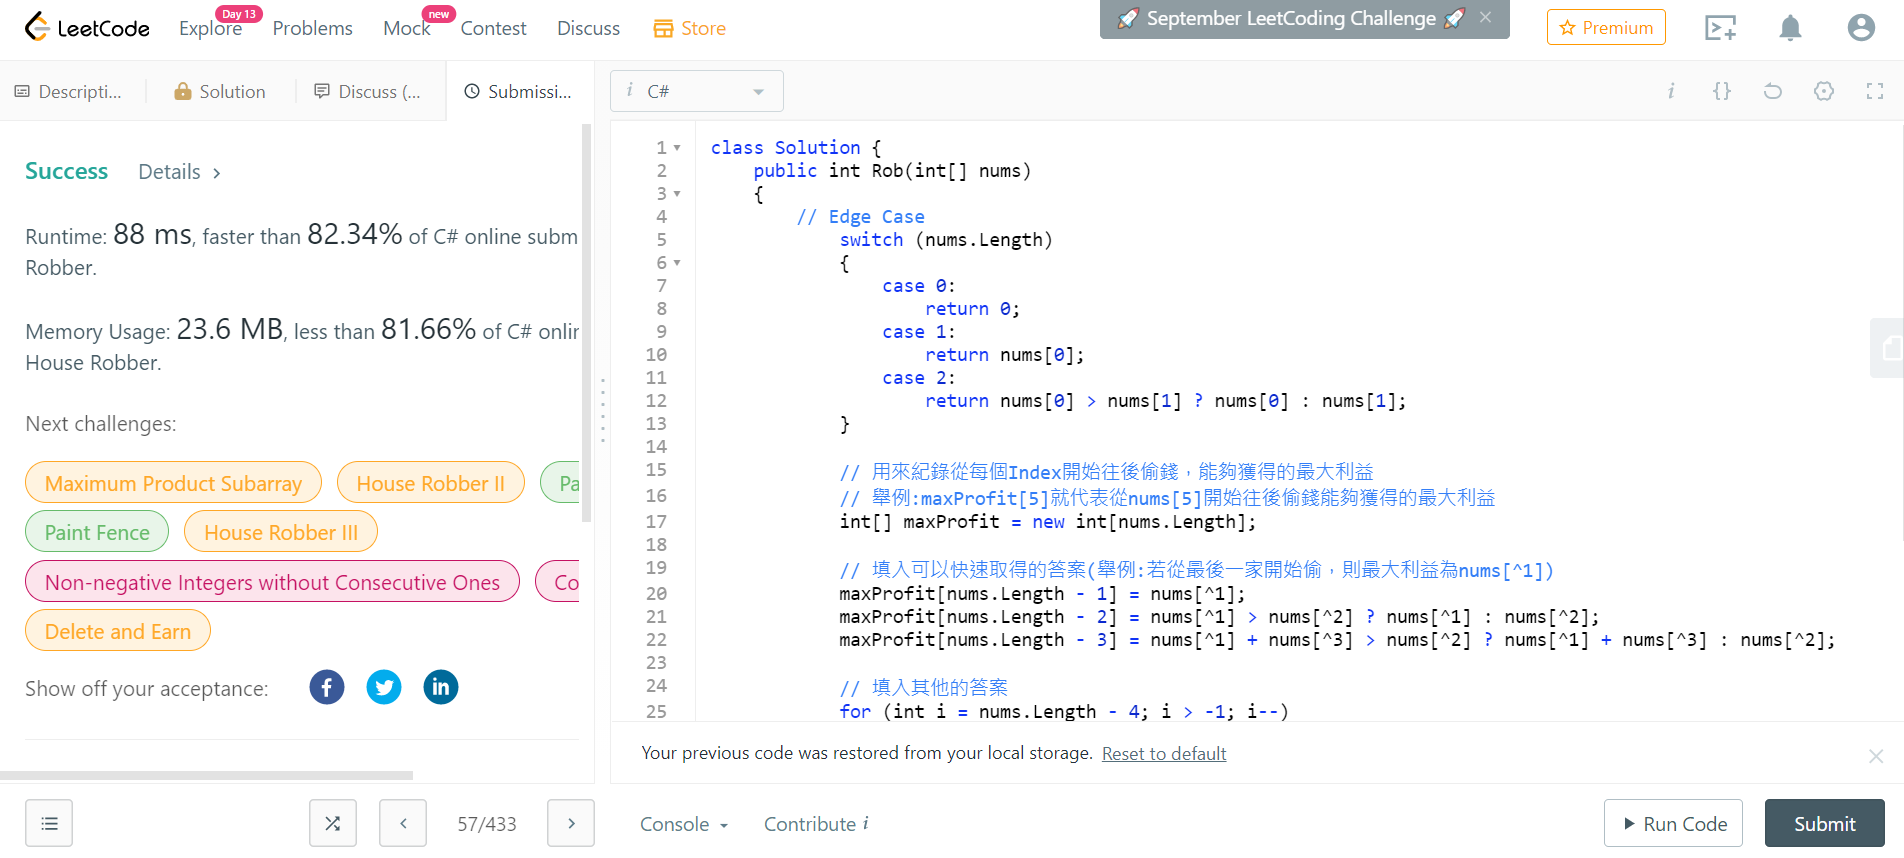 LeetCode
Explore
Day 13
Problems
Mock
new
Contest
Discuss
Store
🚀 September LeetCoding Challenge 🚀 ×
Premium
Descripti...
Solution
Discuss (...
Submissi...
i C#
Success Details >
Runtime: 88 ms, faster than 82.34% of C# online subm
Robber.
Memory Usage: 23.6 MB, less than 81.66% of C# onlin
House Robber.
Next challenges:
Maximum Product Subarray House Robber II Pa
Paint Fence House Robber III
Non-negative Integers without Consecutive Ones Co
Delete and Earn
Show off your acceptance:
1 class Solution {
2 public int Rob(int[] nums)
3 {
4 // Edge Case
5 switch (nums.Length)
6 {
7 case 0:
8 return 0;
9 case 1:
10 return nums[0];
11 case 2:
12 return nums[0] > nums[1] ? nums[0] : nums[1];
13 }
14
15 // 用來紀錄從每個Index開始往後偷錢，能夠獲得的最大利益
16 // 舉例:maxProfit[5]就代表從nums[5]開始往後偷錢能夠獲得的最大利益
17 int[] maxProfit = new int[nums.Length];
18
19 // 填入可以快速取得的答案(舉例:若從最後一家開始偷，則最大利益為nums[^1])
20 maxProfit[nums.Length - 1] = nums[^1];
21 maxProfit[nums.Length - 2] = nums[^1] > nums[^2] ? nums[^1] : nums[^2];
22 maxProfit[nums.Length - 3] = nums[^1] + nums[^3] > nums[^2] ? nums[^1] + nums[^3] : nums[^2];
23
24 // 填入其他的答案
25 for (int i = nums.Length - 4; i > -1; i--)
Your previous code was restored from your local storage. Reset to default
57/433
Console
Contribute i
Run Code
Submit